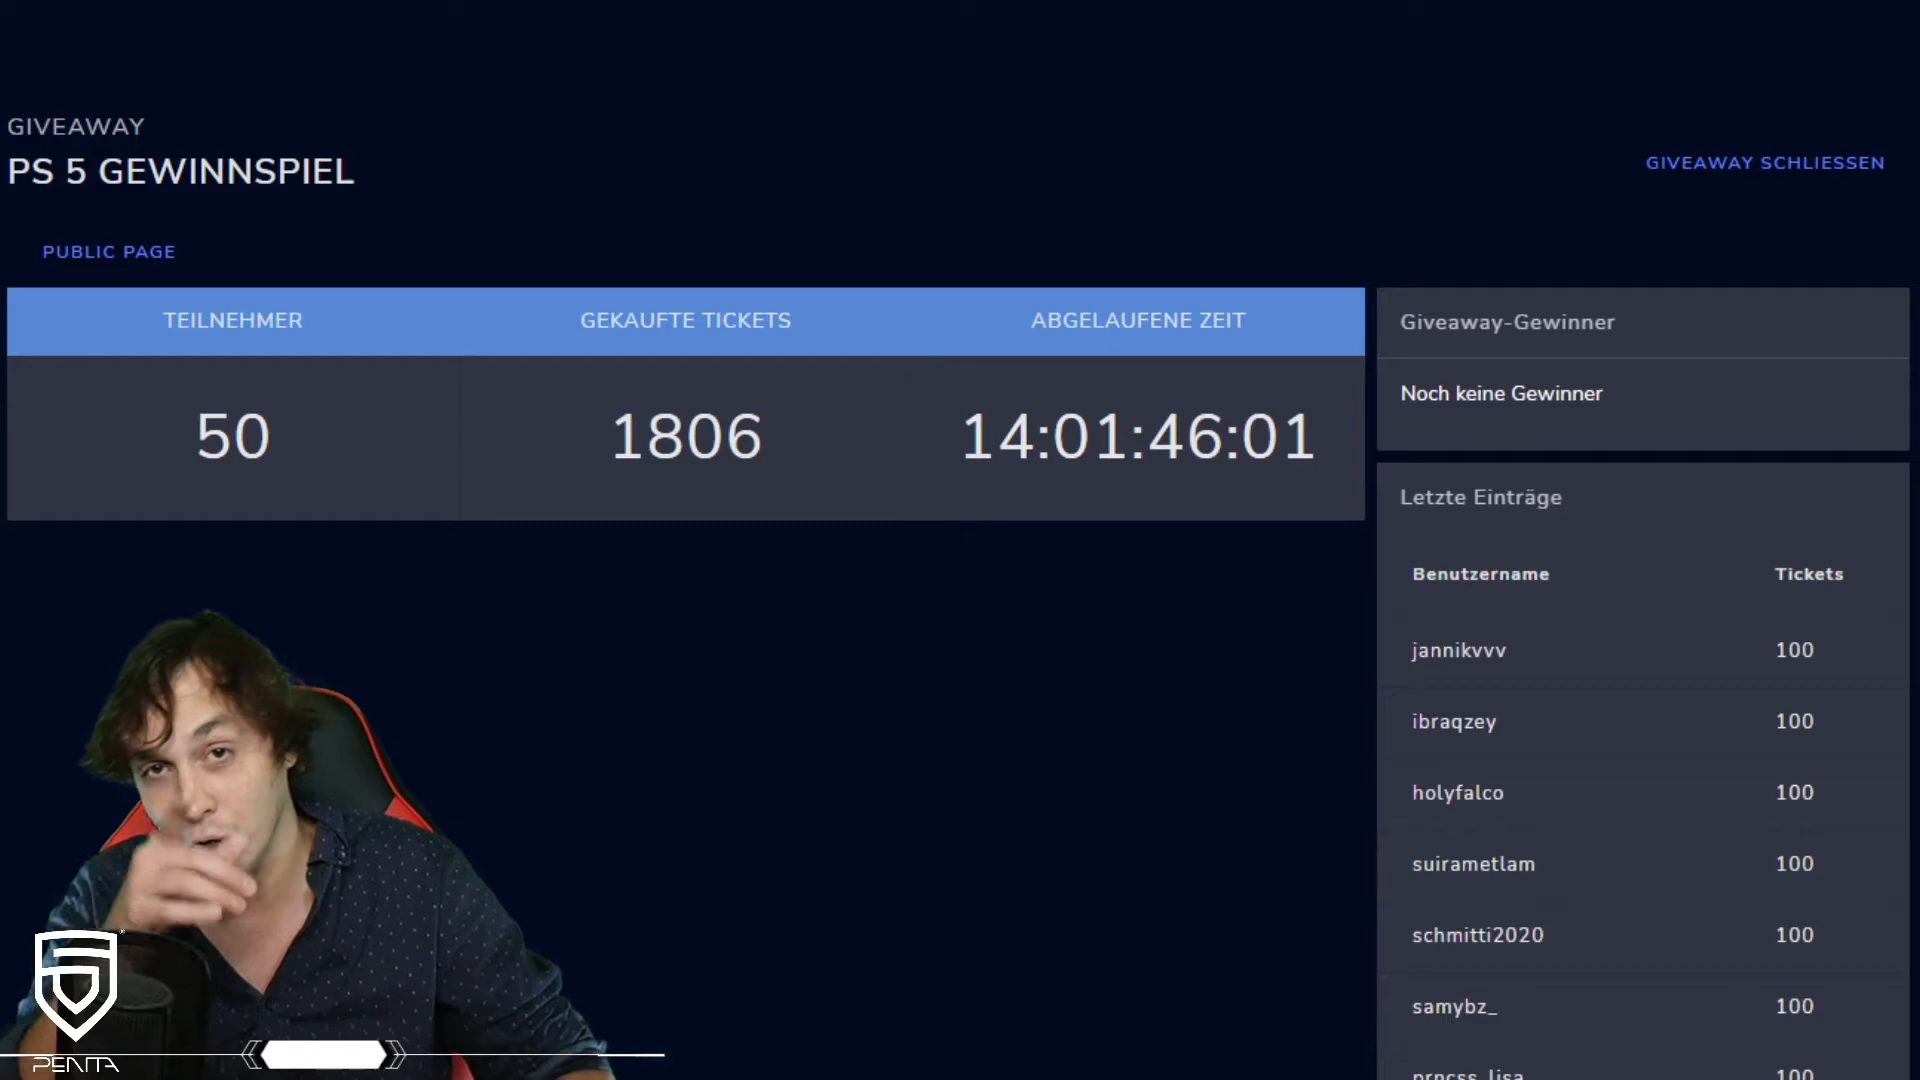 GIVEAWAY
PS 5 GEWINNSPIEL
GIVEAWAY SCHLIESSEN
PUBLIC PAGE
TEILNEHMER GEKAUFTE TICKETS ABGELAUFENE ZEIT
50 1806 14:01:46:01
Giveaway-Gewinner
Noch keine Gewinner
Letzte Einträge
Benutzername Tickets
jannikvvv 100
ibraqzey 100
holyfalco 100
suirametlam 100
schmitti2020 100
samybz_ 100
prncss_lisa 100
PENTA